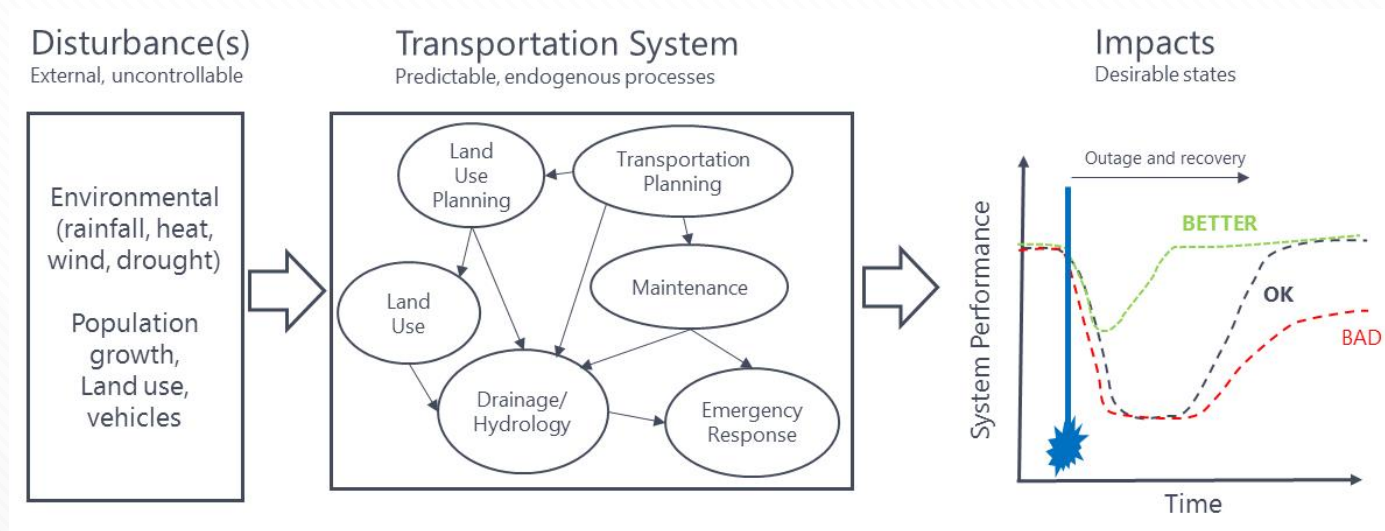 Disturbance(s)
External, uncontrollable
Environmental
(rainfall, heat,
wind, drought)
Population
growth,
Land use,
vehicles
Transportation System
Predictable, endogenous processes
Land
Use
Planning
Transportation
Planning
Land
Use
Maintenance
Drainage/
Hydrology
Emergency
Response
Impacts
Desirable states
Outage and recovery
BETTER
OK
BAD
System Performance
Time